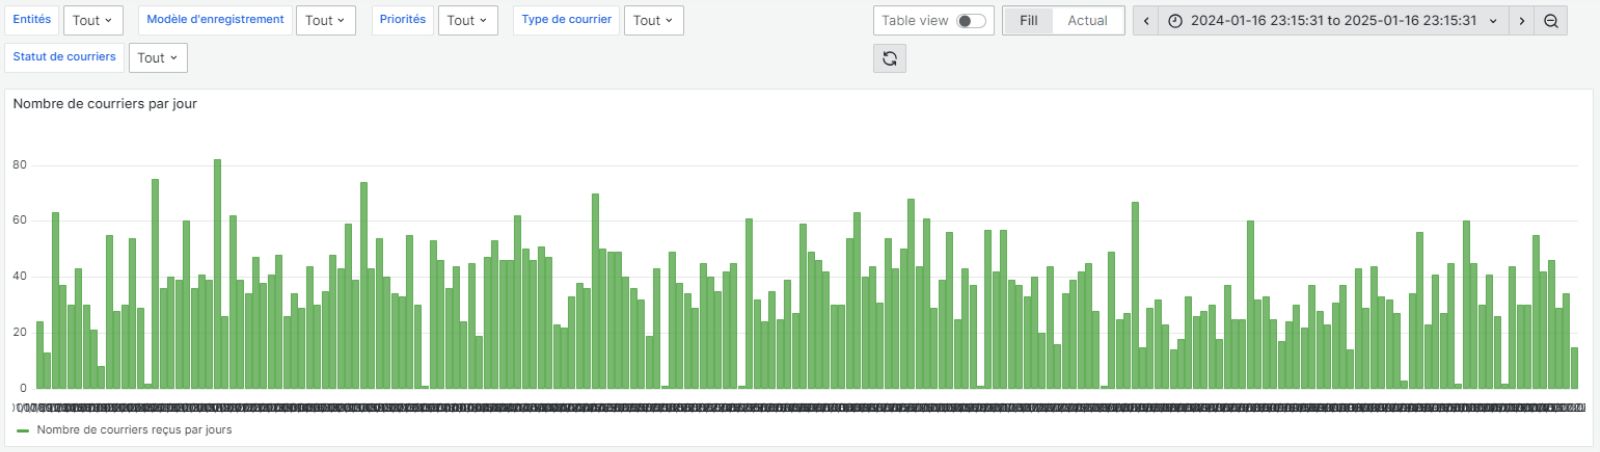 Entités Tout Modèle d'enregistrement Tout Priorités Tout Type de courrier Tout Table view Fill Actual 2024-01-16 23:15:31 to 2025-01-16 23:15:31
Statut de courriers Tout
Nombre de courriers par jour
80
60
40
20
0
Nombre de courriers reçus par jours